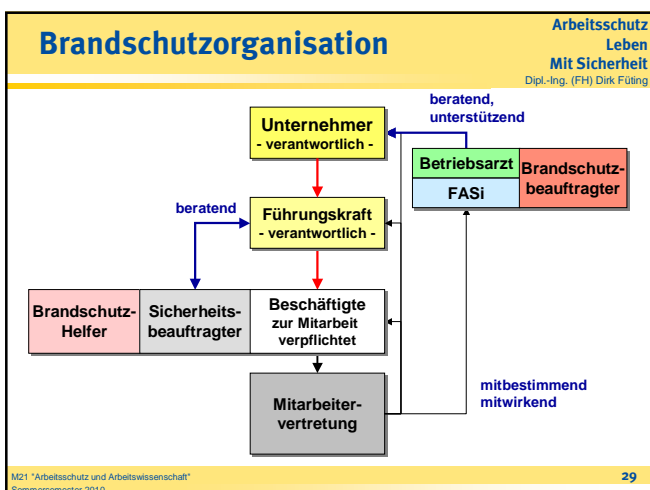 Brandschutzorganisation
Arbeitsschutz
Leben
Mit Sicherheit
Dipl.-Ing. (FH) Dirk Füting
beratend,
unterstützend
Unternehmer
- verantwortlich -
Betriebsarzt
FASi
Brandschutz-
beauftragter
beratend
Führungskraft
- verantwortlich -
Brandschutz-
Helfer
Sicherheits-
beauftragter
Beschäftigte
zur Mitarbeit
verpflichtet
Mitarbeiter-
vertretung
mitbestimmend
mitwirkend
M21 "Arbeitsschutz und Arbeitswissenschaft"
Sommersemester 2010
29